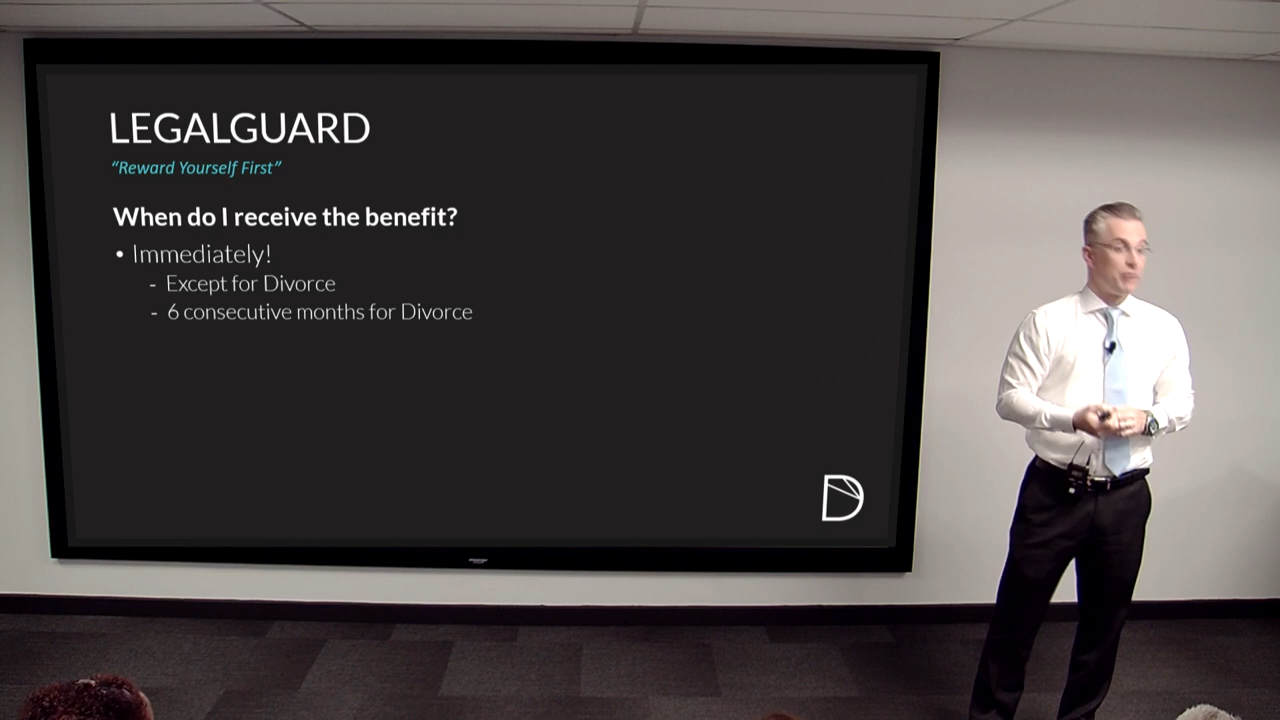 LEGALGUARD
“Reward Yourself First”
When do I receive the benefit?
• Immediately!
- Except for Divorce
- 6 consecutive months for Divorce